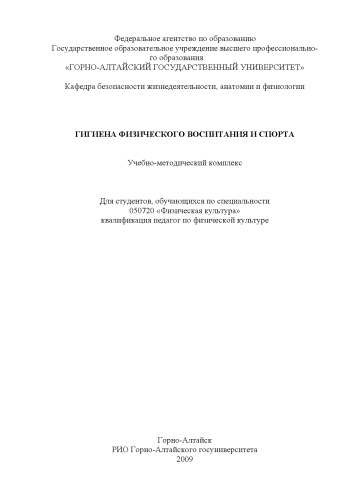 Федеральное агентство по образованию
Государственное образовательное учреждение высшего профессионально-
го образования
«ГОРНО-АЛТАЙСКИЙ ГОСУДАРСТВЕННЫЙ УНИВЕРСИТЕТ»
Кафедра безопасности жизнедеятельности, анатомии и физиологии
ГИГИЕНА ФИЗИЧЕСКОГО ВОСПИТАНИЯ И СПОРТА
Учебно-методический комплекс
Для студентов, обучающихся по специальности
050720 «Физическая культура»
квалификация педагог по физической культуре
Горно-Алтайск
РИО Горно-Алтайского госуниверситета
2009